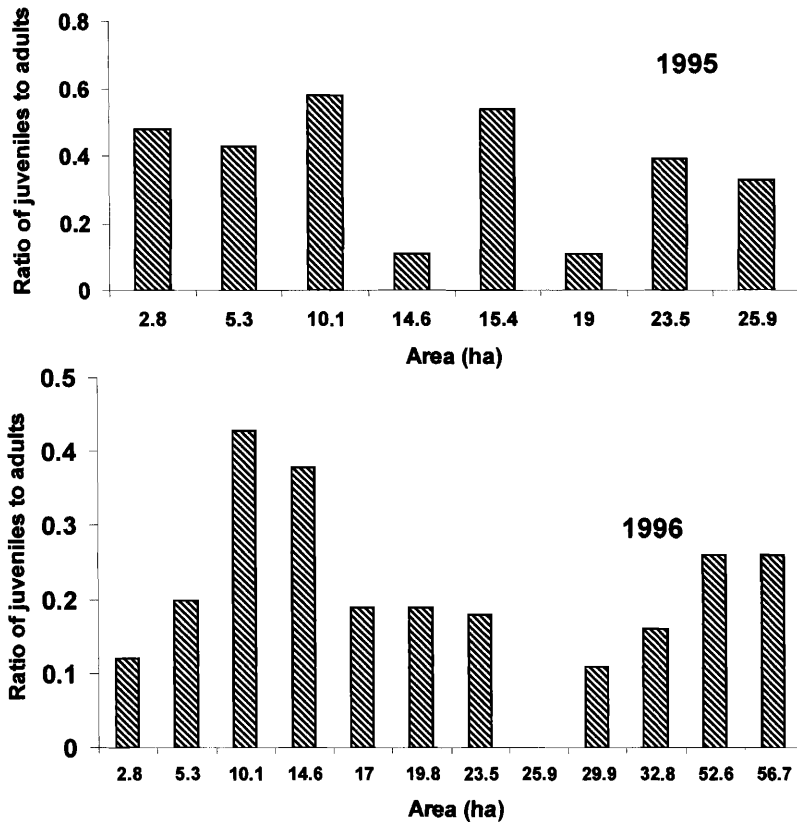 Ratio of juveniles to adults
0.8
0.6
0.4
0.2
0
1995
2.8 5.3 10.1 14.6 15.4 19 23.5 25.9
Area (ha)
Ratio of juveniles to adults
0.5
0.4
0.3
0.2
0.1
0
1996
2.8 5.3 10.1 14.6 17 19.8 23.5 25.9 29.9 32.8 52.6 56.7
Area (ha)